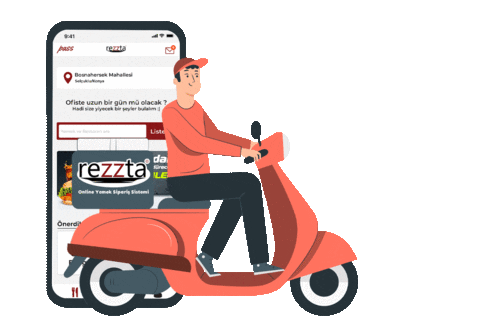 9:41
pass
rezzta
Bosnahersek Mahallesi
Selçuklu/Konya
Ofiste uzun bir gün mü olacak ?
Hadi size yiyecek bir şeyler bulalım :)
Liste
rezzta
Online Yemek Sipariş Sistemi
Önerdi